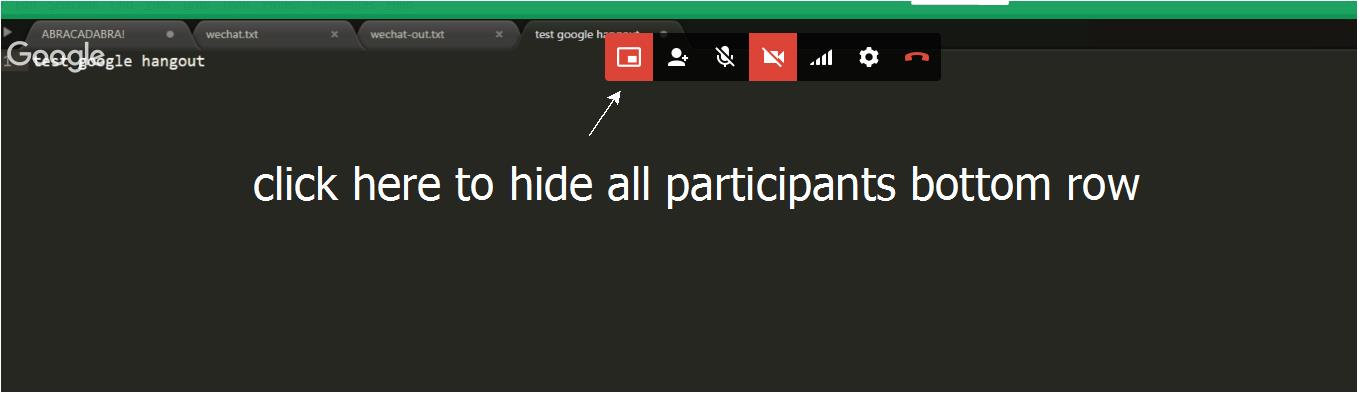 ABRACADABRA!
wechat.txt
wechat-out.txt
test google hangout
Google
1 test google hangout
click here to hide all participants bottom row